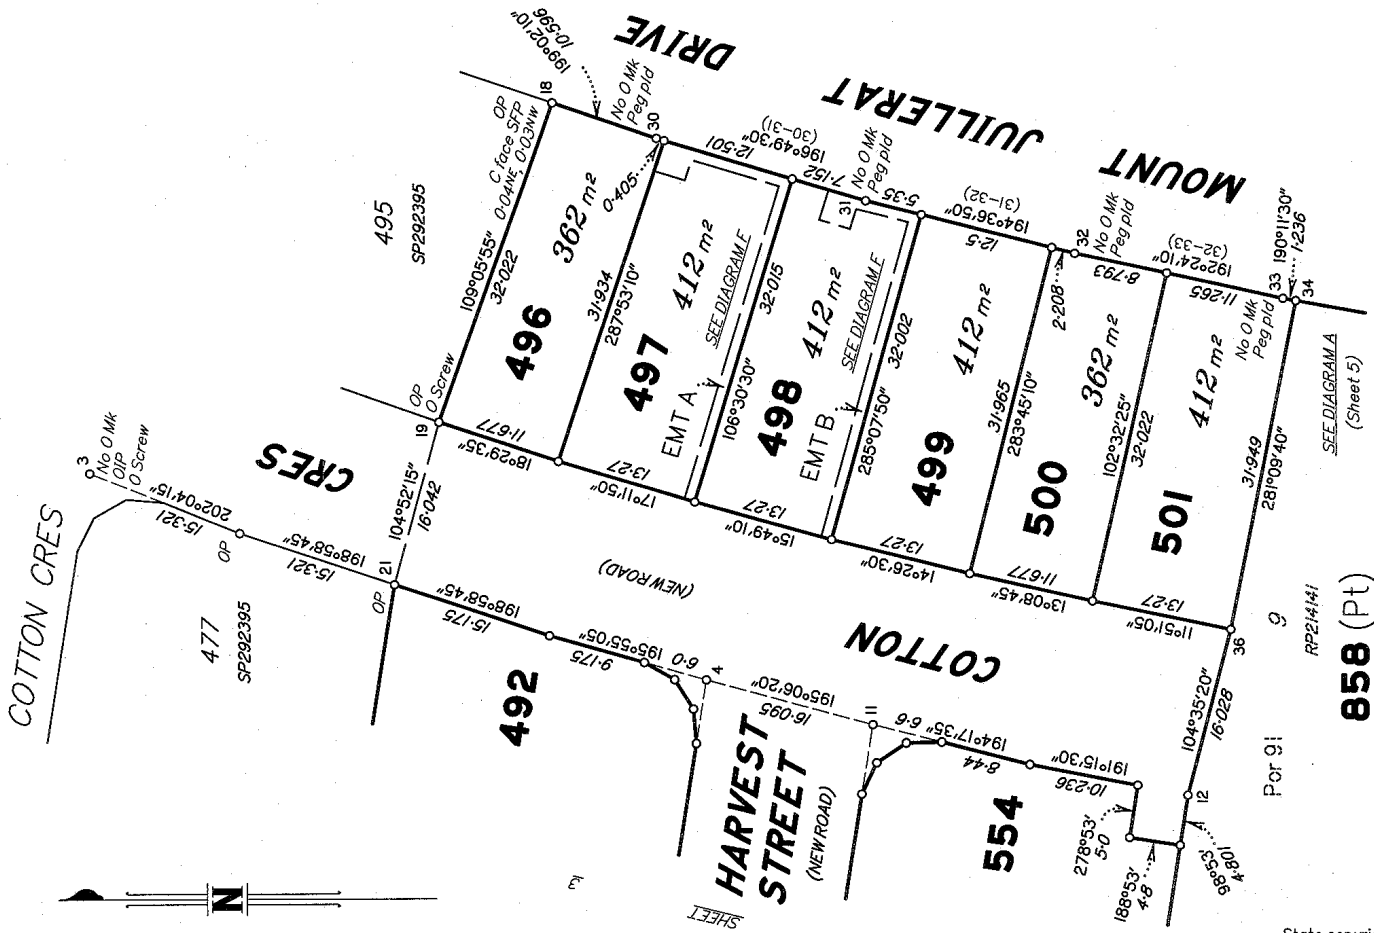 COTTON CRES
3
No O Mk
OIP
O Screw
202°04'15"
15·321
OP
198°58'45"
15·321
477
SP292395
21
OP
CRES
104°52'15"
16·042
19
OP
O Screw
495
SP292395
109°05'55"
32·022
OP
C face SFP
0·04NE, 0·03NW
18
199°02'10"
10·596
No O Mk
Peg pld
30
DRIVE
JUILLERAT
MOUNT
496
362 m²
18°29'35"
11·677
0·405
31·934
287°53'10"
497
412 m²
SEE DIAGRAM F
EMT A
17°11'50"
13·27
12·501
196°49'30"
(30-31)
7·152
106°30'30"
32·015
498
412 m²
SEE DIAGRAM F
EMT B
15°49'10"
13·27
31
No O Mk
Peg pld
5·35
285°07'50"
32·002
499
412 m²
14°26'30"
13·27
194°36'50"
(31-32)
12·5
31·965
283°45'10"
2·208
32
No O Mk
Peg pld
500
362 m²
13°08'45"
11·677
8·793
192°24'10"
(32-33)
102°32'25"
32·022
501
412 m²
11°51'05"
13·27
11·265
No O Mk
Peg pld
33
190°11'30"
1·236
34
31·949
281°09'40"
SEE DIAGRAM A
(Sheet 5)
(NEW ROAD)
COTTON
198°58'45"
15·175
195°55'05"
9·175
6·0
4
492
195°06'20"
16·095
11
HARVEST
STREET
(NEW ROAD)
6·6
194°17'35"
8·44
191°15'30"
10·236
554
278°53'
5·0
188°53'
4·8
98°53'
4·801
12
104°35'20"
16·028
36
9
RP214141
858 (Pt)
Por 91
N
SHEET